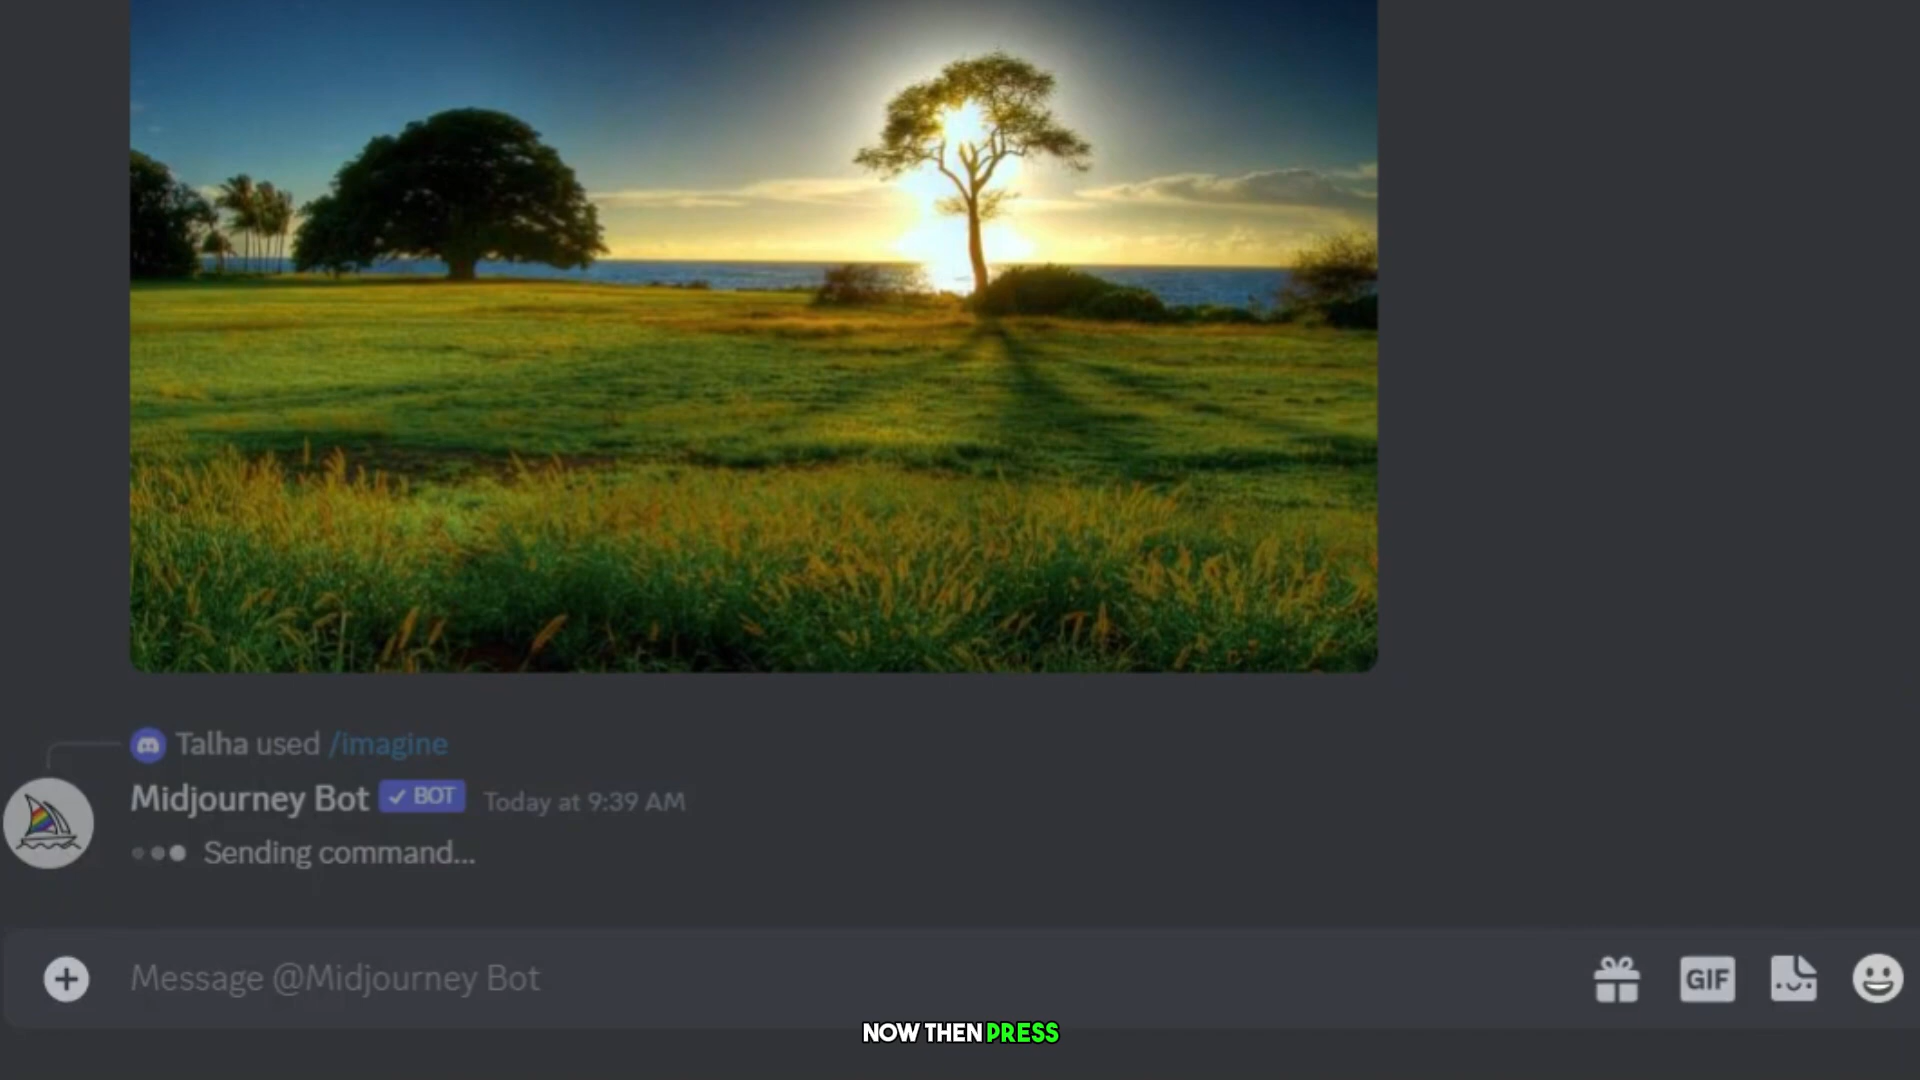 Talha used /imagine
Midjourney Bot ✓ BOT Today at 9:39 AM
Sending command...
Message @Midjourney Bot
GIF
NOW THEN PRESS